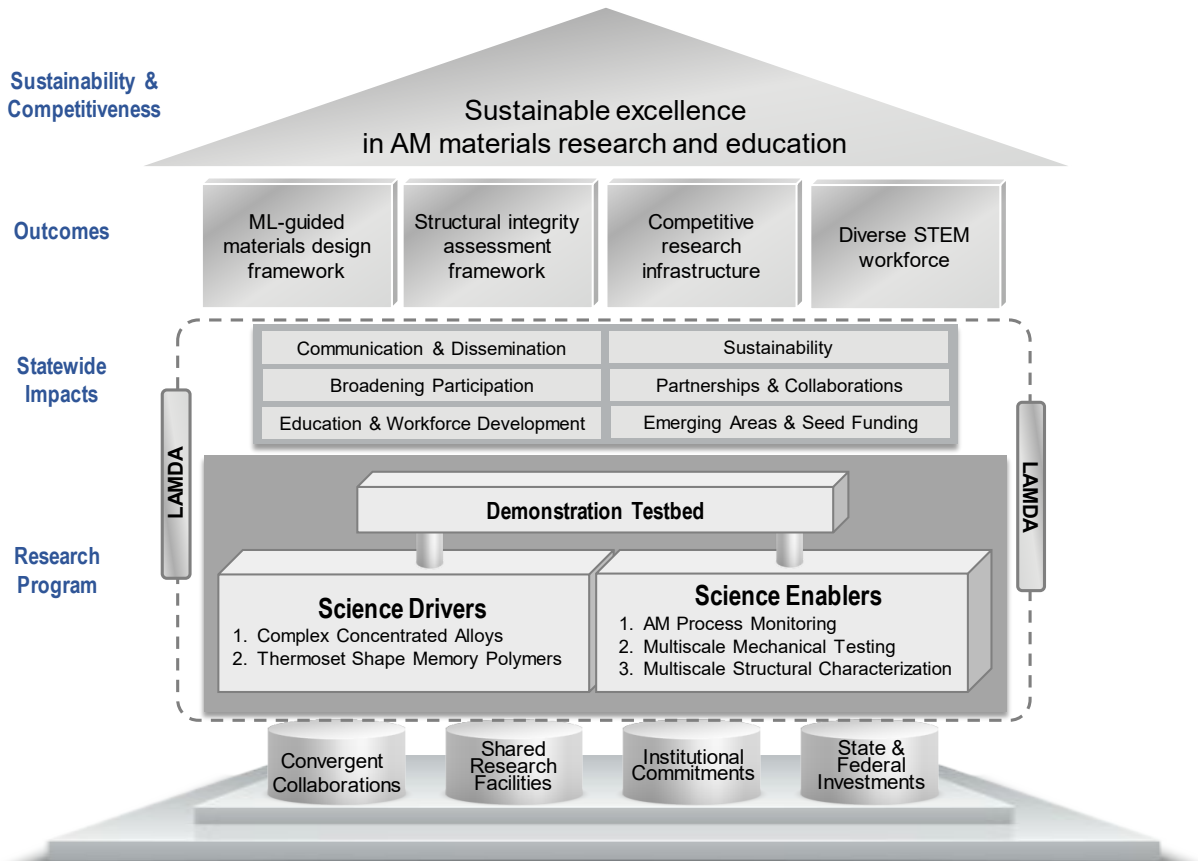 Sustainability &
Competitiveness
Sustainable excellence
in AM materials research and education
Outcomes
ML-guided
materials design
framework
Structural integrity
assessment
framework
Competitive
research
infrastructure
Diverse STEM
workforce
Statewide
Impacts
Communication & Dissemination
Sustainability
Broadening Participation
Partnerships & Collaborations
Education & Workforce Development
Emerging Areas & Seed Funding
LAMDA
LAMDA
Research
Program
Demonstration Testbed
Science Drivers
1. Complex Concentrated Alloys
2. Thermoset Shape Memory Polymers
Science Enablers
1. AM Process Monitoring
2. Multiscale Mechanical Testing
3. Multiscale Structural Characterization
Convergent
Collaborations
Shared
Research
Facilities
Institutional
Commitments
State &
Federal
Investments